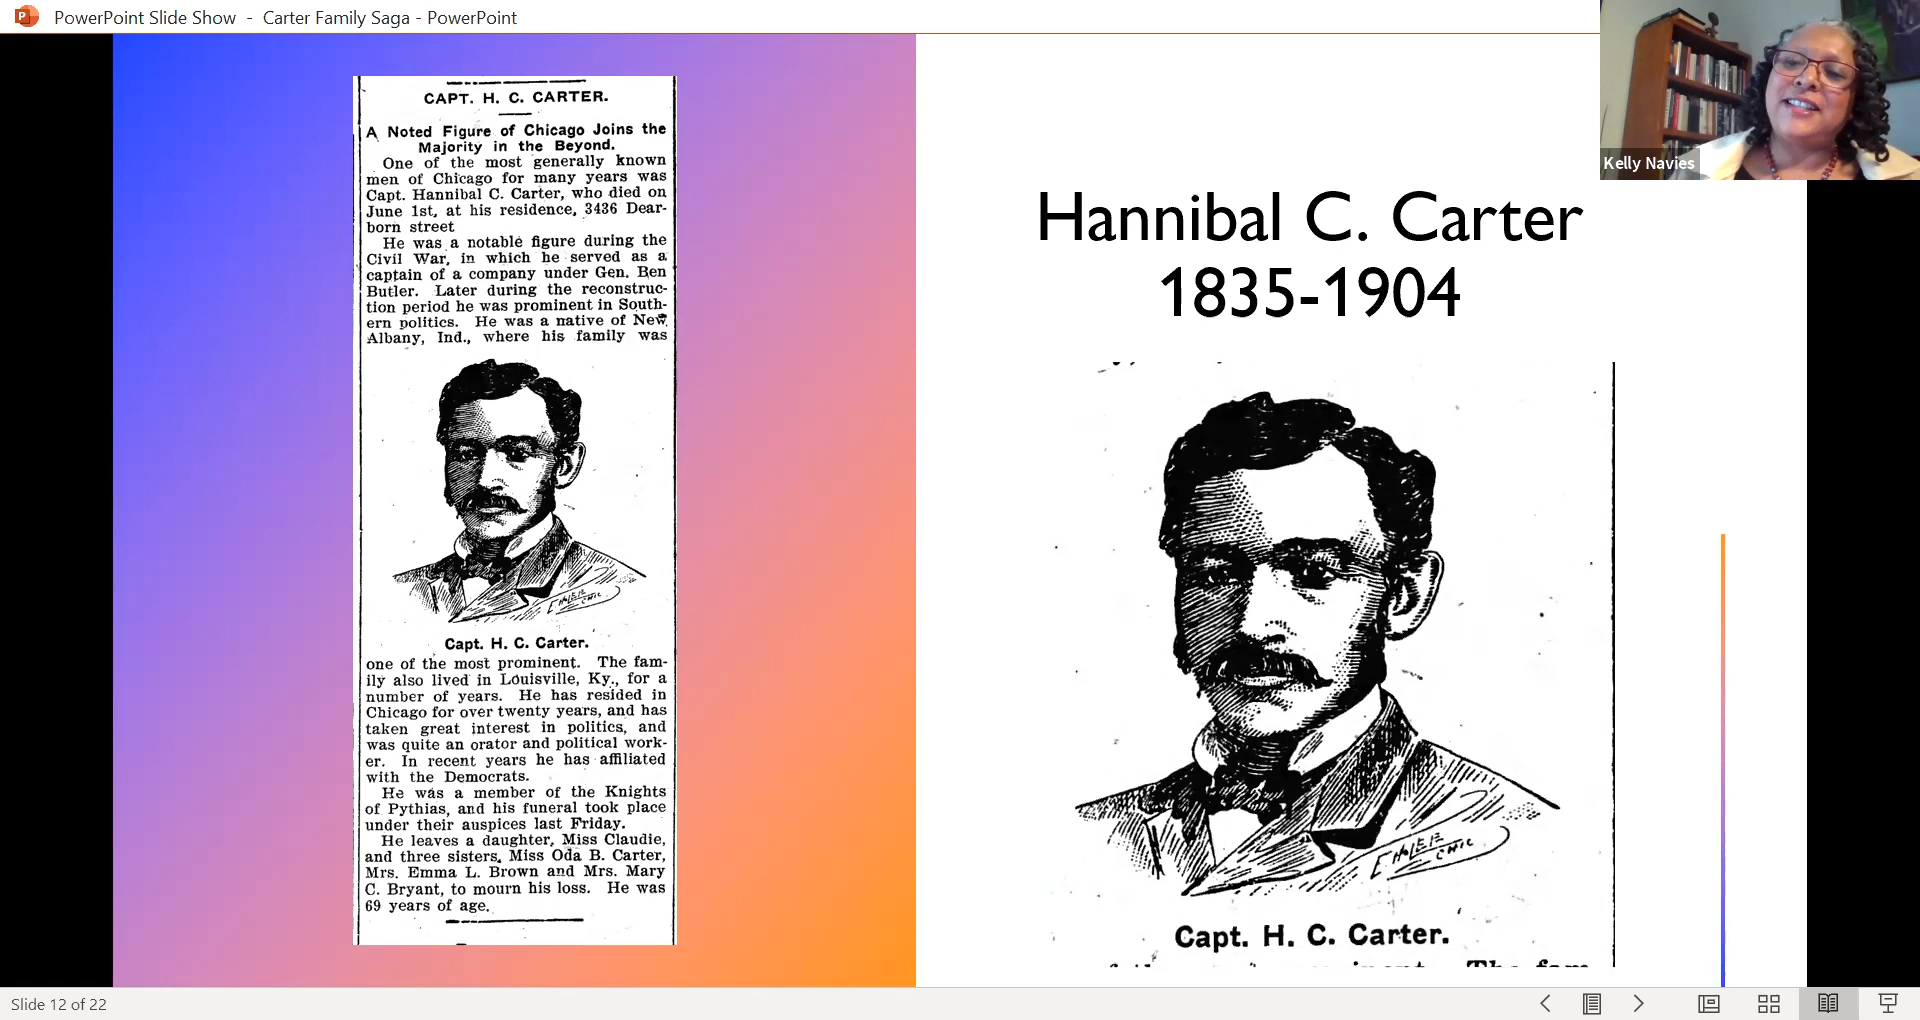 PowerPoint Slide Show - Carter Family Saga - PowerPoint
CAPT. H. C. CARTER.
A Noted Figure of Chicago Joins the
Majority in the Beyond.
One of the most generally known
men of Chicago for many years was
Capt. Hannibal C. Carter, who died on
June 1st, at his residence, 3436 Dear-
born street
He was a notable figure during the
Civil War, in which he served as a
captain of a company under Gen. Ben
Butler. Later during the reconstruc-
tion period he was prominent in South-
ern politics. He was a native of New
Albany, Ind., where his family was
Capt. H. C. Carter.
one of the most prominent. The fam-
ily also lived in Louisville, Ky., for a
number of years. He has resided in
Chicago for over twenty years, and has
taken great interest in politics, and
was quite an orator and political work-
er. In recent years he has affiliated
with the Democrats.
He was a member of the Knights
of Pythias, and his funeral took place
under their auspices last Friday.
He leaves a daughter, Miss Claudie,
and three sisters, Miss Oda B. Carter,
Mrs. Emma L. Brown and Mrs. Mary
C. Bryant, to mourn his loss. He was
69 years of age.
Hannibal C. Carter
1835-1904
Capt. H. C. Carter.
Kelly Navies
Slide 12 of 22